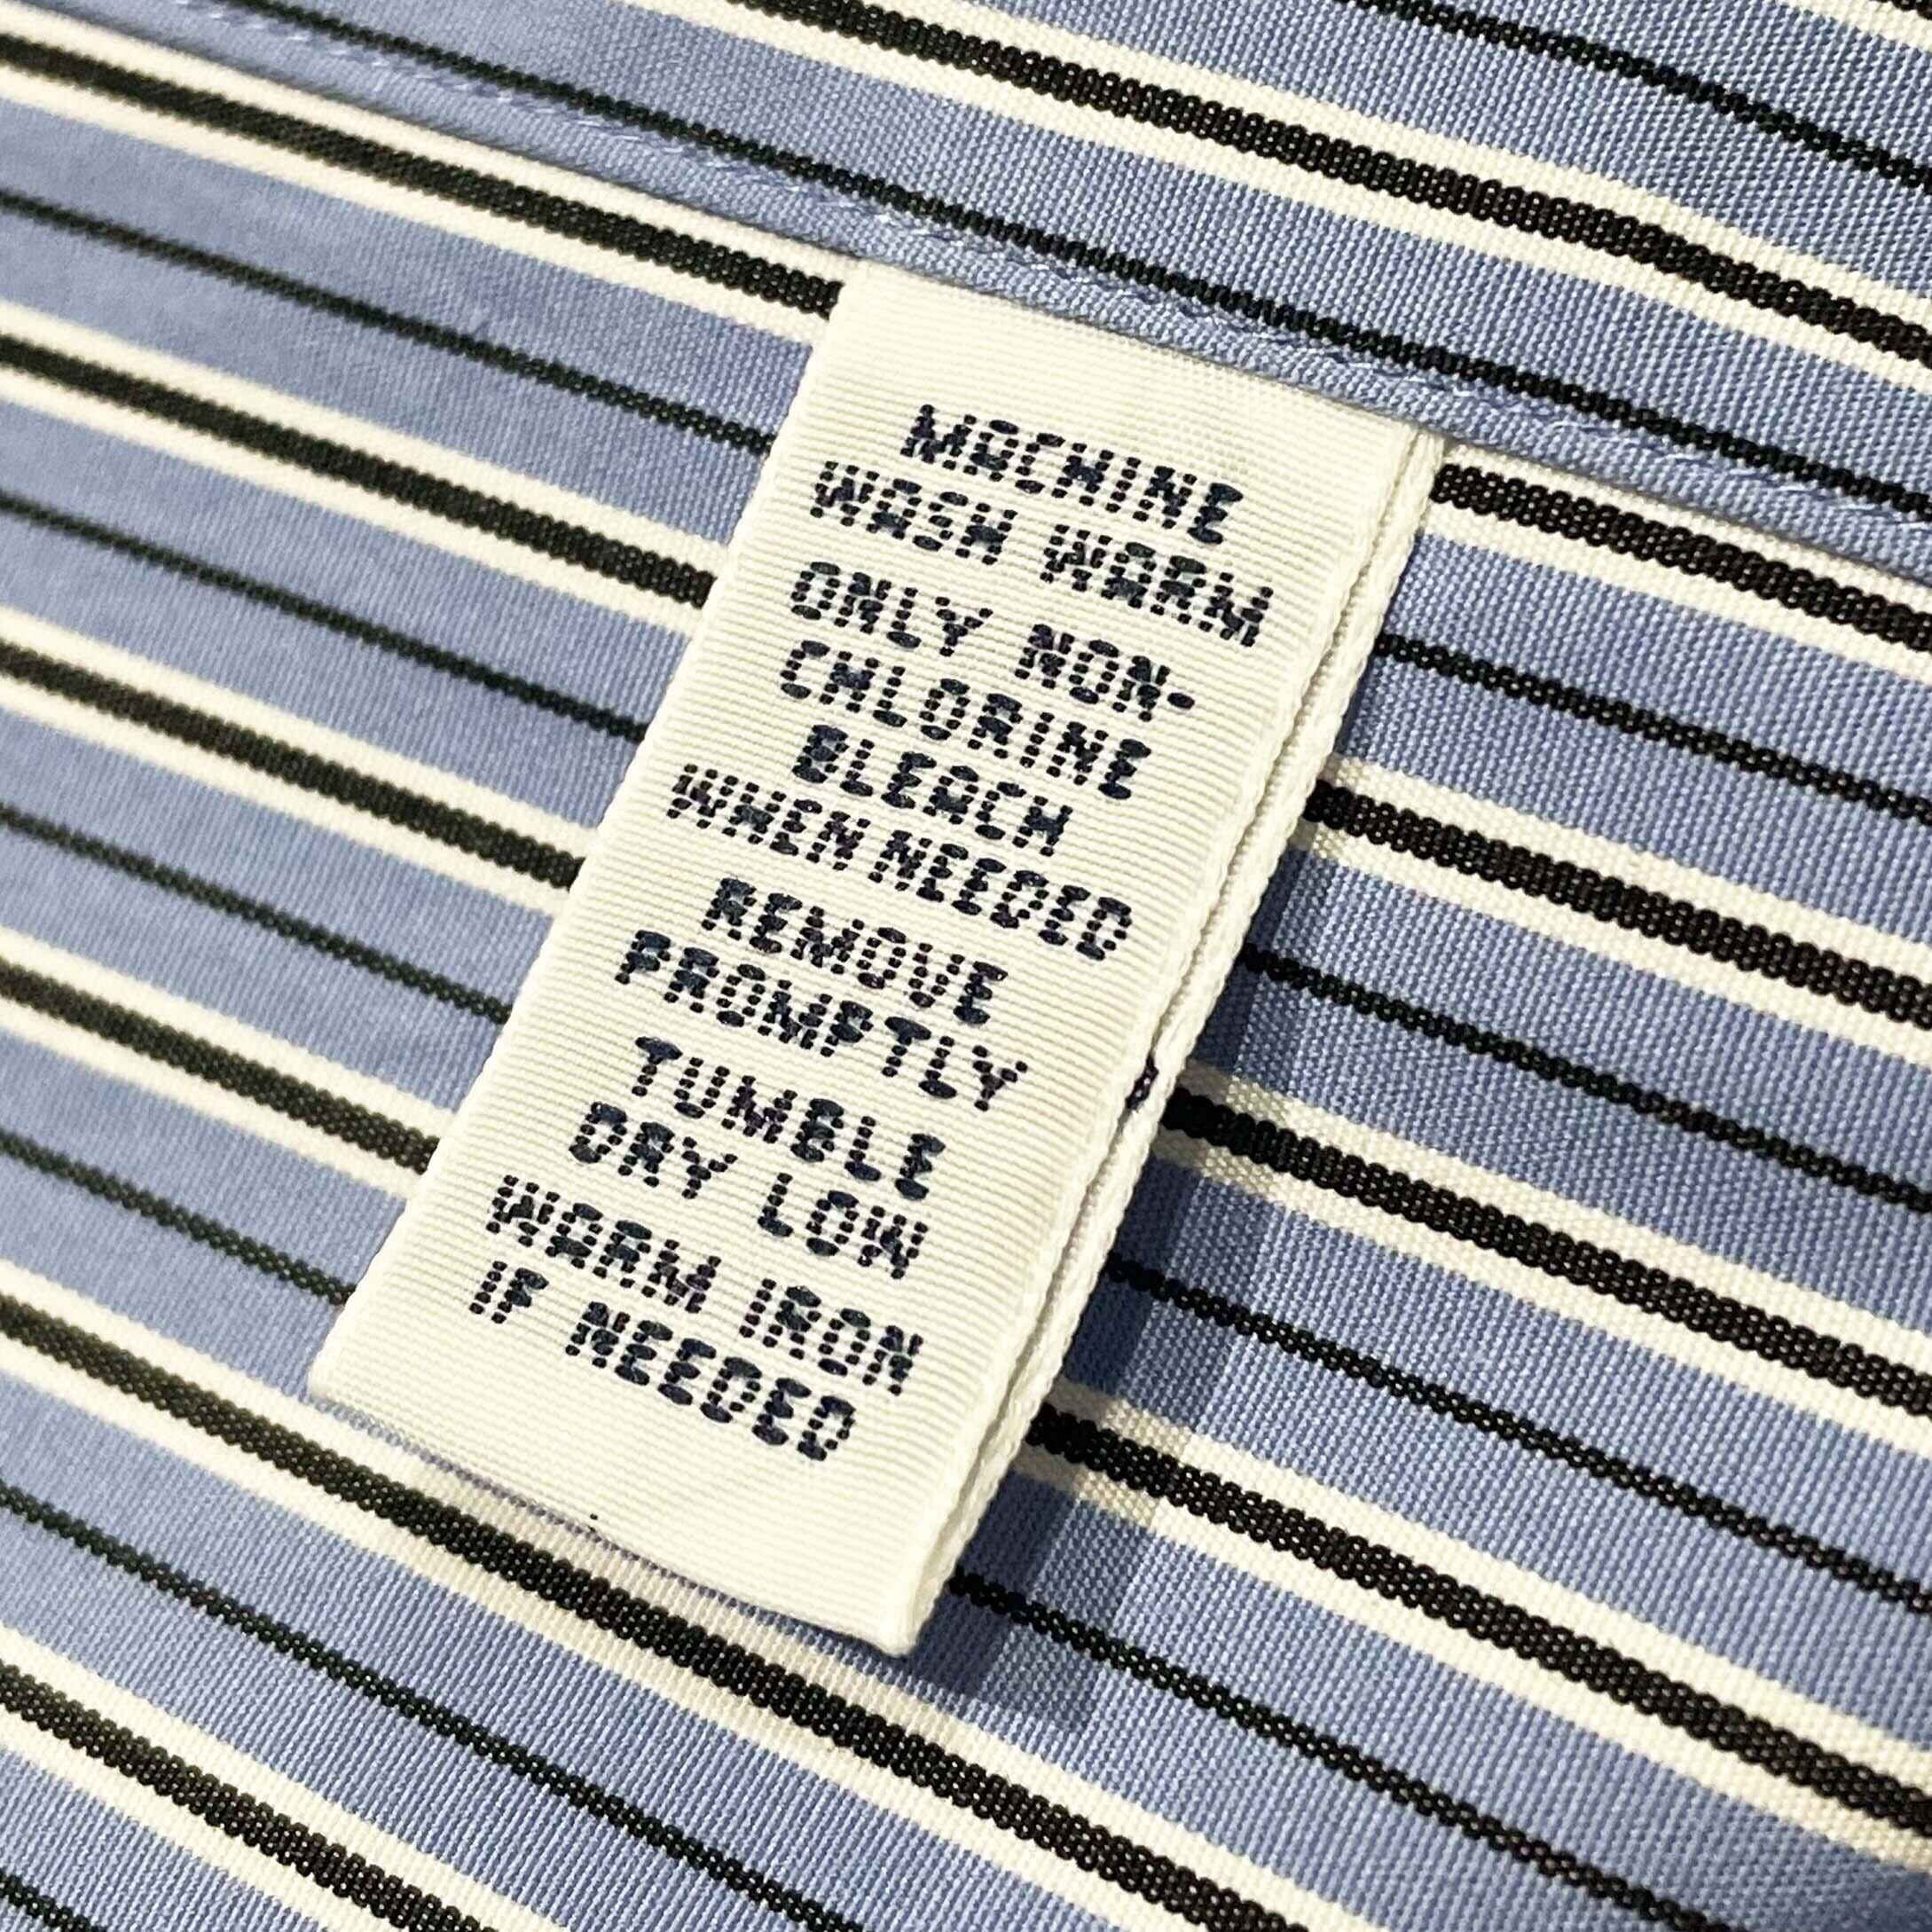 MACHINE
WASH WARM
ONLY NON-
CHLORINE
BLEACH
WHEN NEEDED
REMOVE
PROMPTLY
TUMBLE
DRY LOW
WARM IRON
IF NEEDED